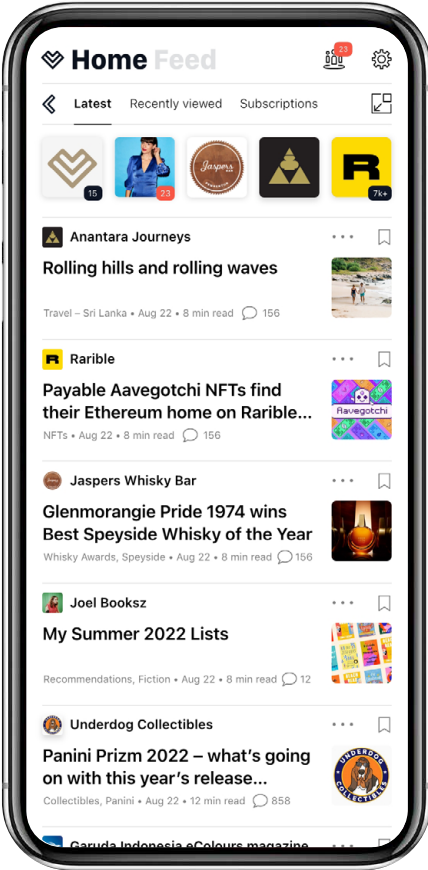 Home Feed
23
Latest Recently viewed Subscriptions
15
23
Jaspers
R
7k+
Anantara Journeys
Rolling hills and rolling waves
Travel – Sri Lanka • Aug 22 • 8 min read 156
R Rarible
Payable Aavegotchi NFTs find
their Ethereum home on Rarible...
Aavegotchi
NFTs • Aug 22 • 8 min read 156
Jaspers Whisky Bar
Glenmorangie Pride 1974 wins
Best Speyside Whisky of the Year
Whisky Awards, Speyside • Aug 22 • 8 min read 156
Joel Booksz
My Summer 2022 Lists
Recommendations, Fiction • Aug 22 • 8 min read 12
Underdog Collectibles
Panini Prizm 2022 – what's going
on with this year's release...
UNDERDOG
COLLECTIBLES
Collectibles, Panini • Aug 22 • 12 min read 858
Garuda Indonesia eColours magazine